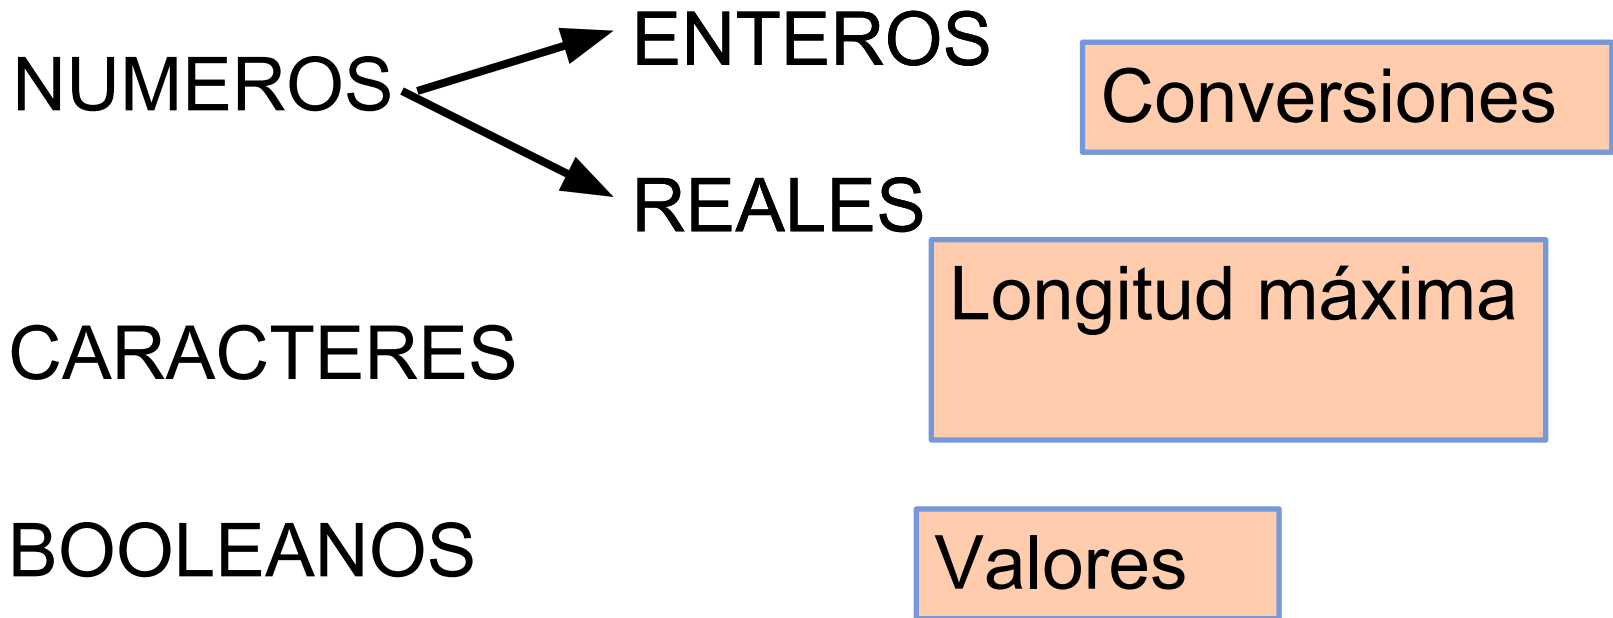 NUMEROS
ENTEROS
REALES
Conversiones
CARACTERES
Longitud máxima
BOOLEANOS
Valores